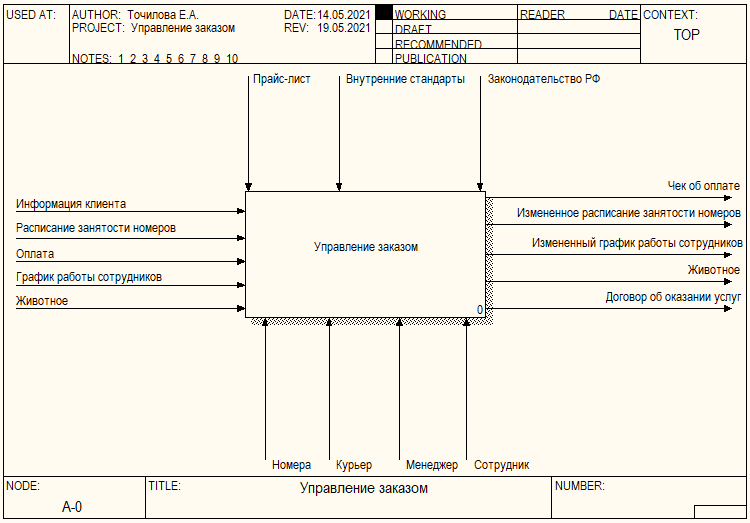 USED AT:
AUTHOR: Точилова Е.А.
DATE: 14.05.2021
PROJECT: Управление заказом
REV: 19.05.2021
NOTES: 1 2 3 4 5 6 7 8 9 10
WORKING
DRAFT
RECOMMENDED
PUBLICATION
READER
DATE
CONTEXT:
TOP
Прайс-лист
Внутренние стандарты
Законодательство РФ
Информация клиента
Расписание занятости номеров
Оплата
График работы сотрудников
Животное
Управление заказом
0
Чек об оплате
Измененное расписание занятости номеров
Измененный график работы сотрудников
Животное
Договор об оказании услуг
Номера
Курьер
Менеджер
Сотрудник
NODE:
A-0
TITLE:
Управление заказом
NUMBER: